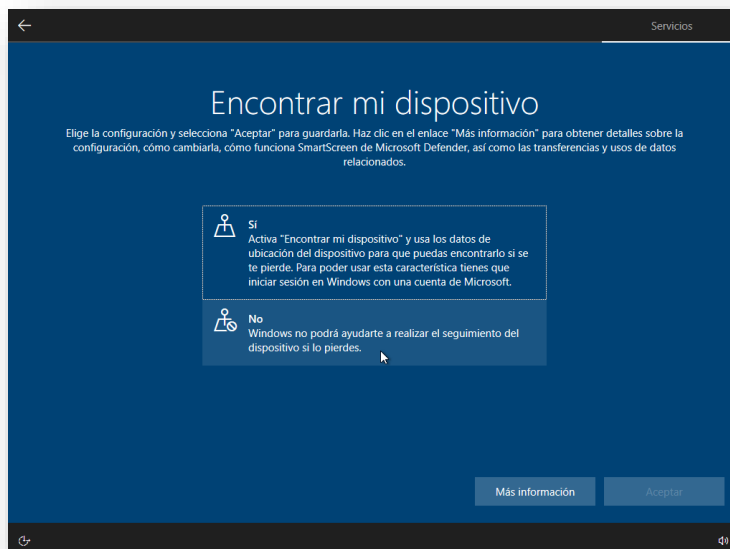 Servicios
Encontrar mi dispositivo
Elige la configuración y selecciona "Aceptar" para guardarla. Haz clic en el enlace "Más información" para obtener detalles sobre la
configuración, cómo cambiarla, cómo funciona SmartScreen de Microsoft Defender, así como las transferencias y usos de datos
relacionados.
Sí
Activa "Encontrar mi dispositivo" y usa los datos de
ubicación del dispositivo para que puedas encontrarlo si se
te pierde. Para poder usar esta característica tienes que
iniciar sesión en Windows con una cuenta de Microsoft.
No
Windows no podrá ayudarte a realizar el seguimiento del
dispositivo si lo pierdes.
Más información
Aceptar